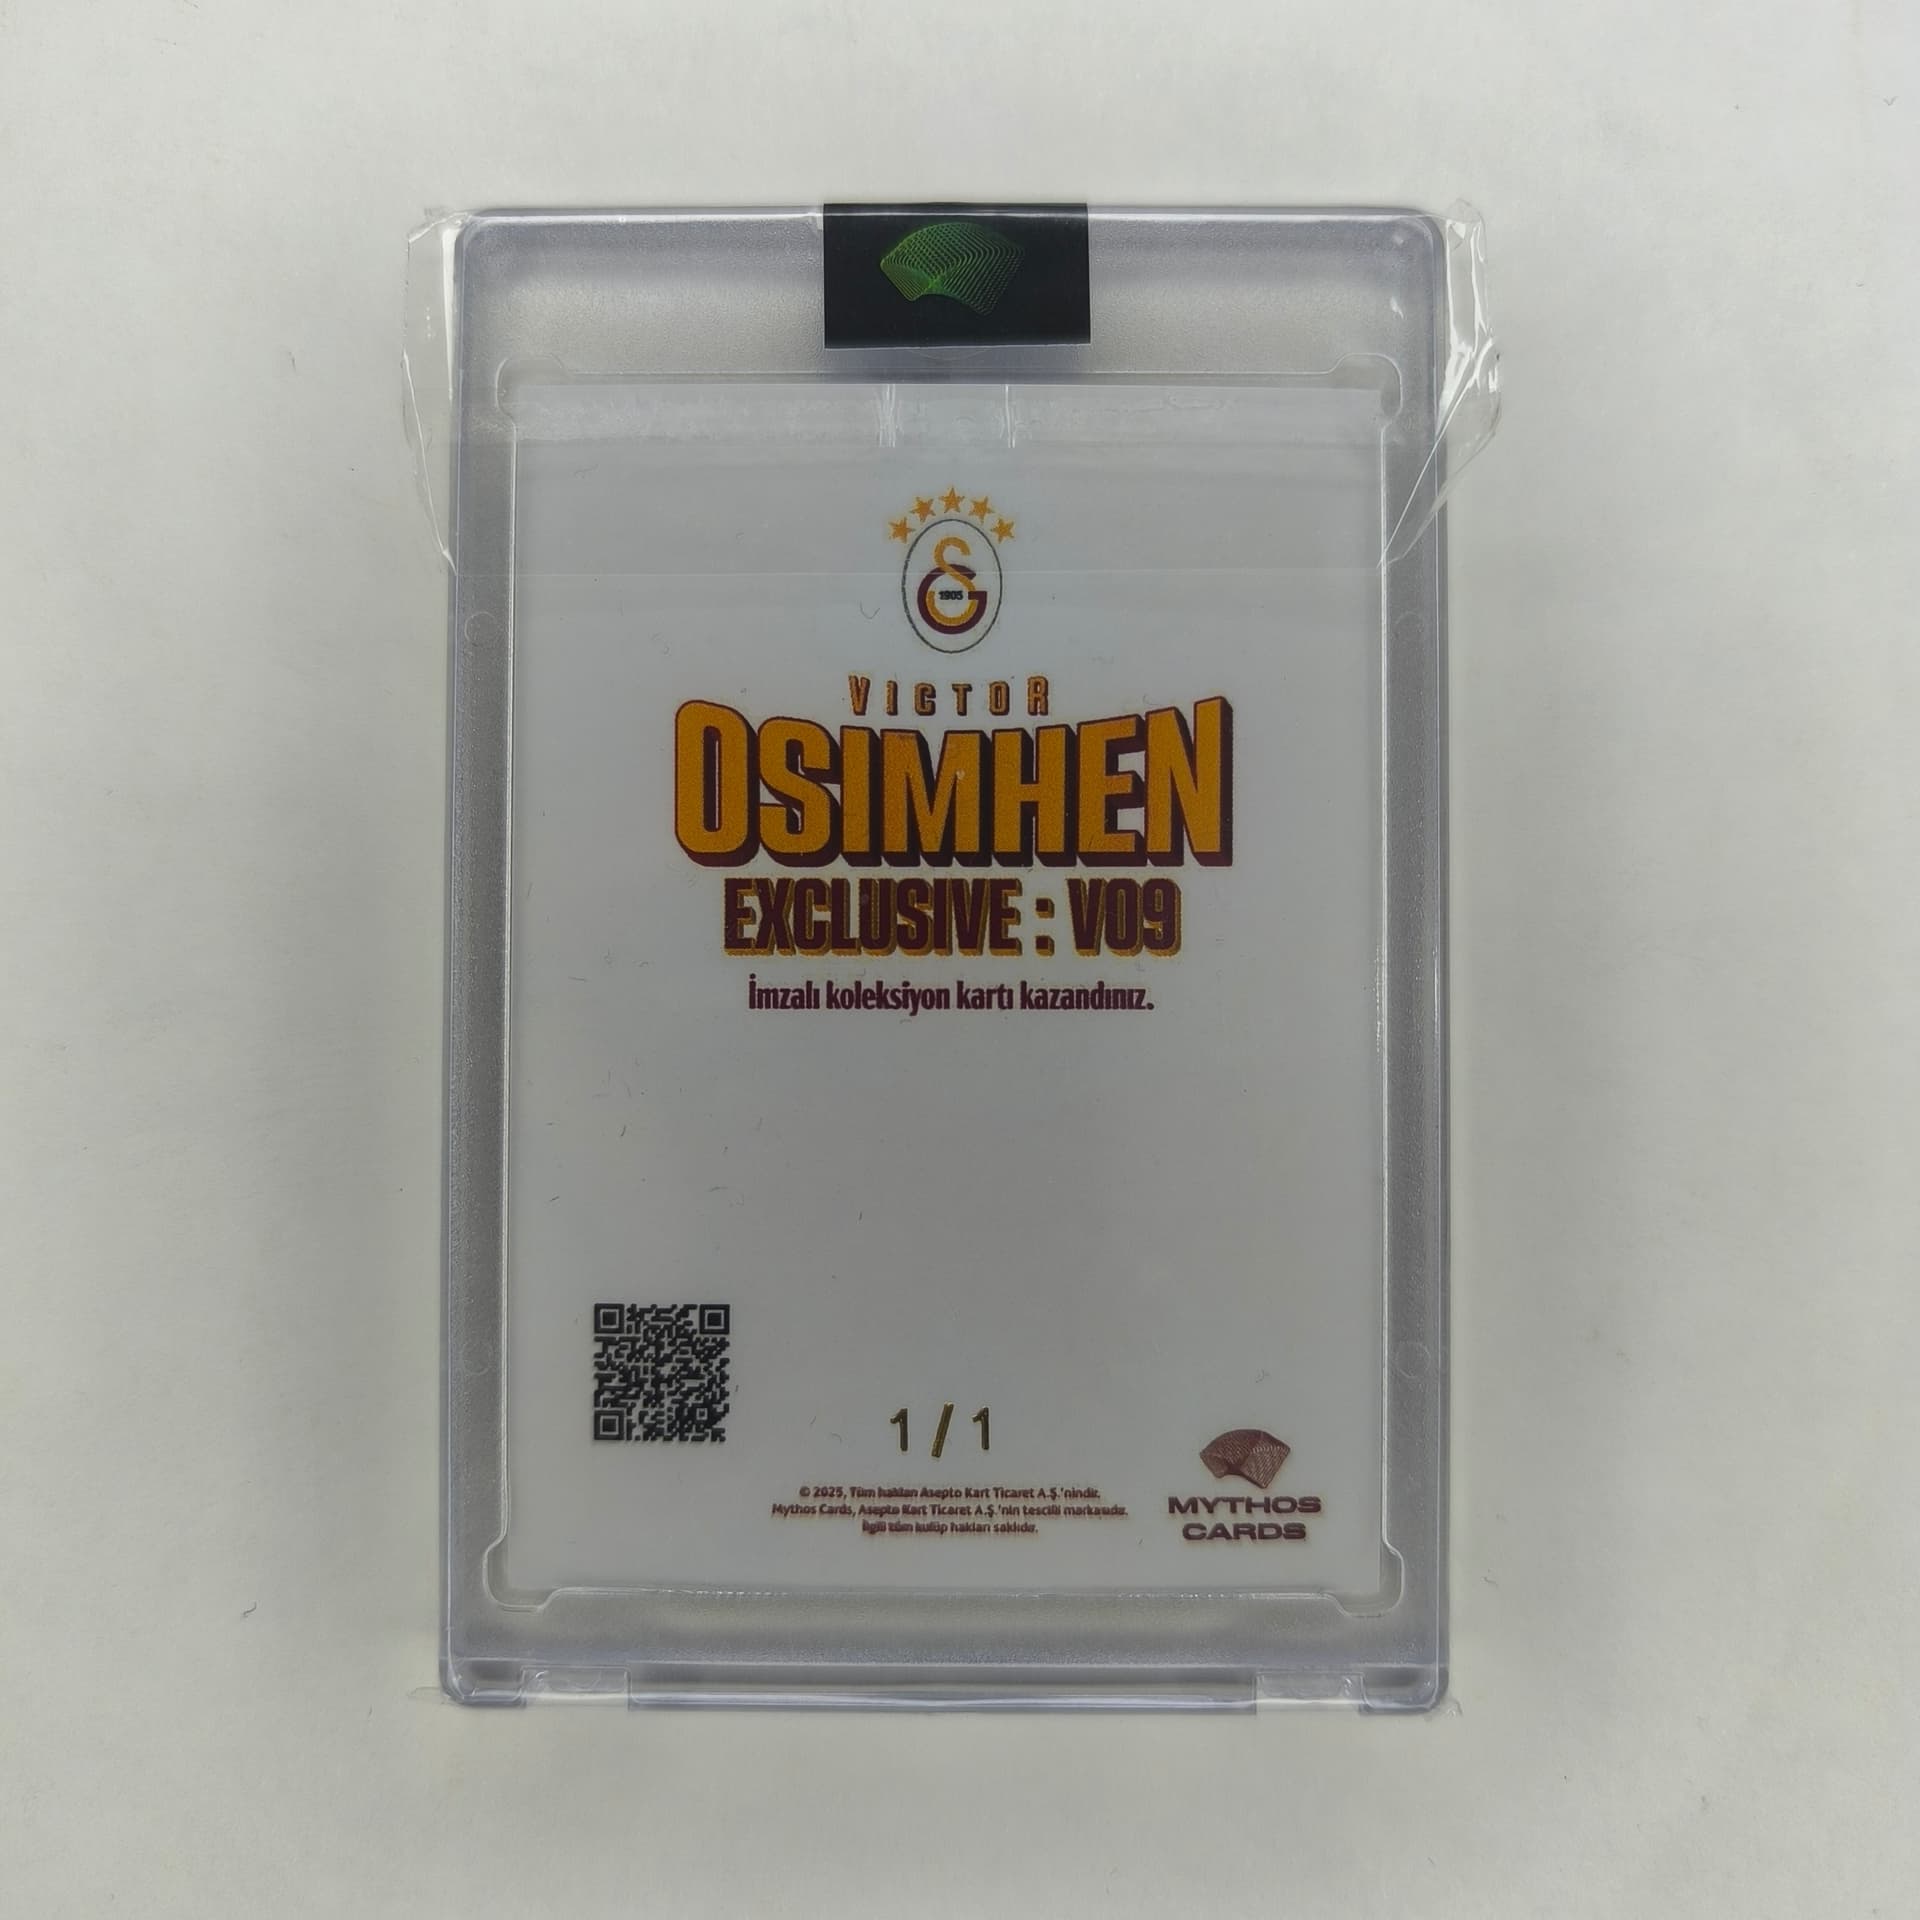 1905
VICTOR
OSIMHEN
EXCLUSIVE : V09
İmzalı koleksiyon kartı kazandınız.
1/1
© 2025, Tüm hakları Asepto Kart Ticaret A.Ş.'nindir.
Mythos Cards, Asepto Kart Ticaret A.Ş.'nin tescilli markasıdır.
İlgili tüm kulüp hakları saklıdır.
MYTHOS
CARDS